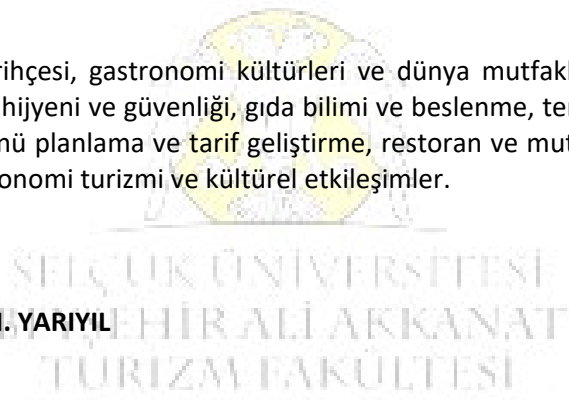 rihçesi, gastronomi kültürleri ve dünya mutfakl
hijyeni ve güvenliği, gıda bilimi ve beslenme, ter
nü planlama ve tarif geliştirme, restoran ve mut
onomi turizmi ve kültürel etkileşimler.
SELÇUK ÜNİVERSİTESİ
I. YARIYIL
EHİR ALİ AKKANAT
TURİZM FAKÜLTESİ